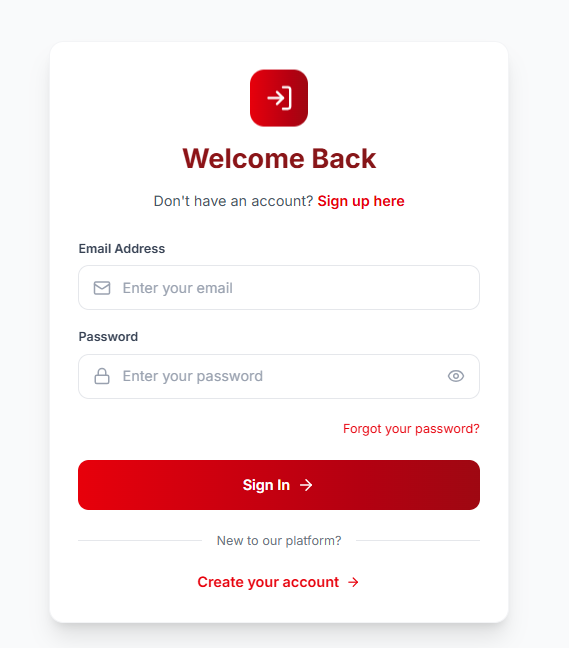 Welcome Back
Don't have an account? Sign up here
Email Address
Enter your email
Password
Enter your password
Forgot your password?
Sign In
New to our platform?
Create your account